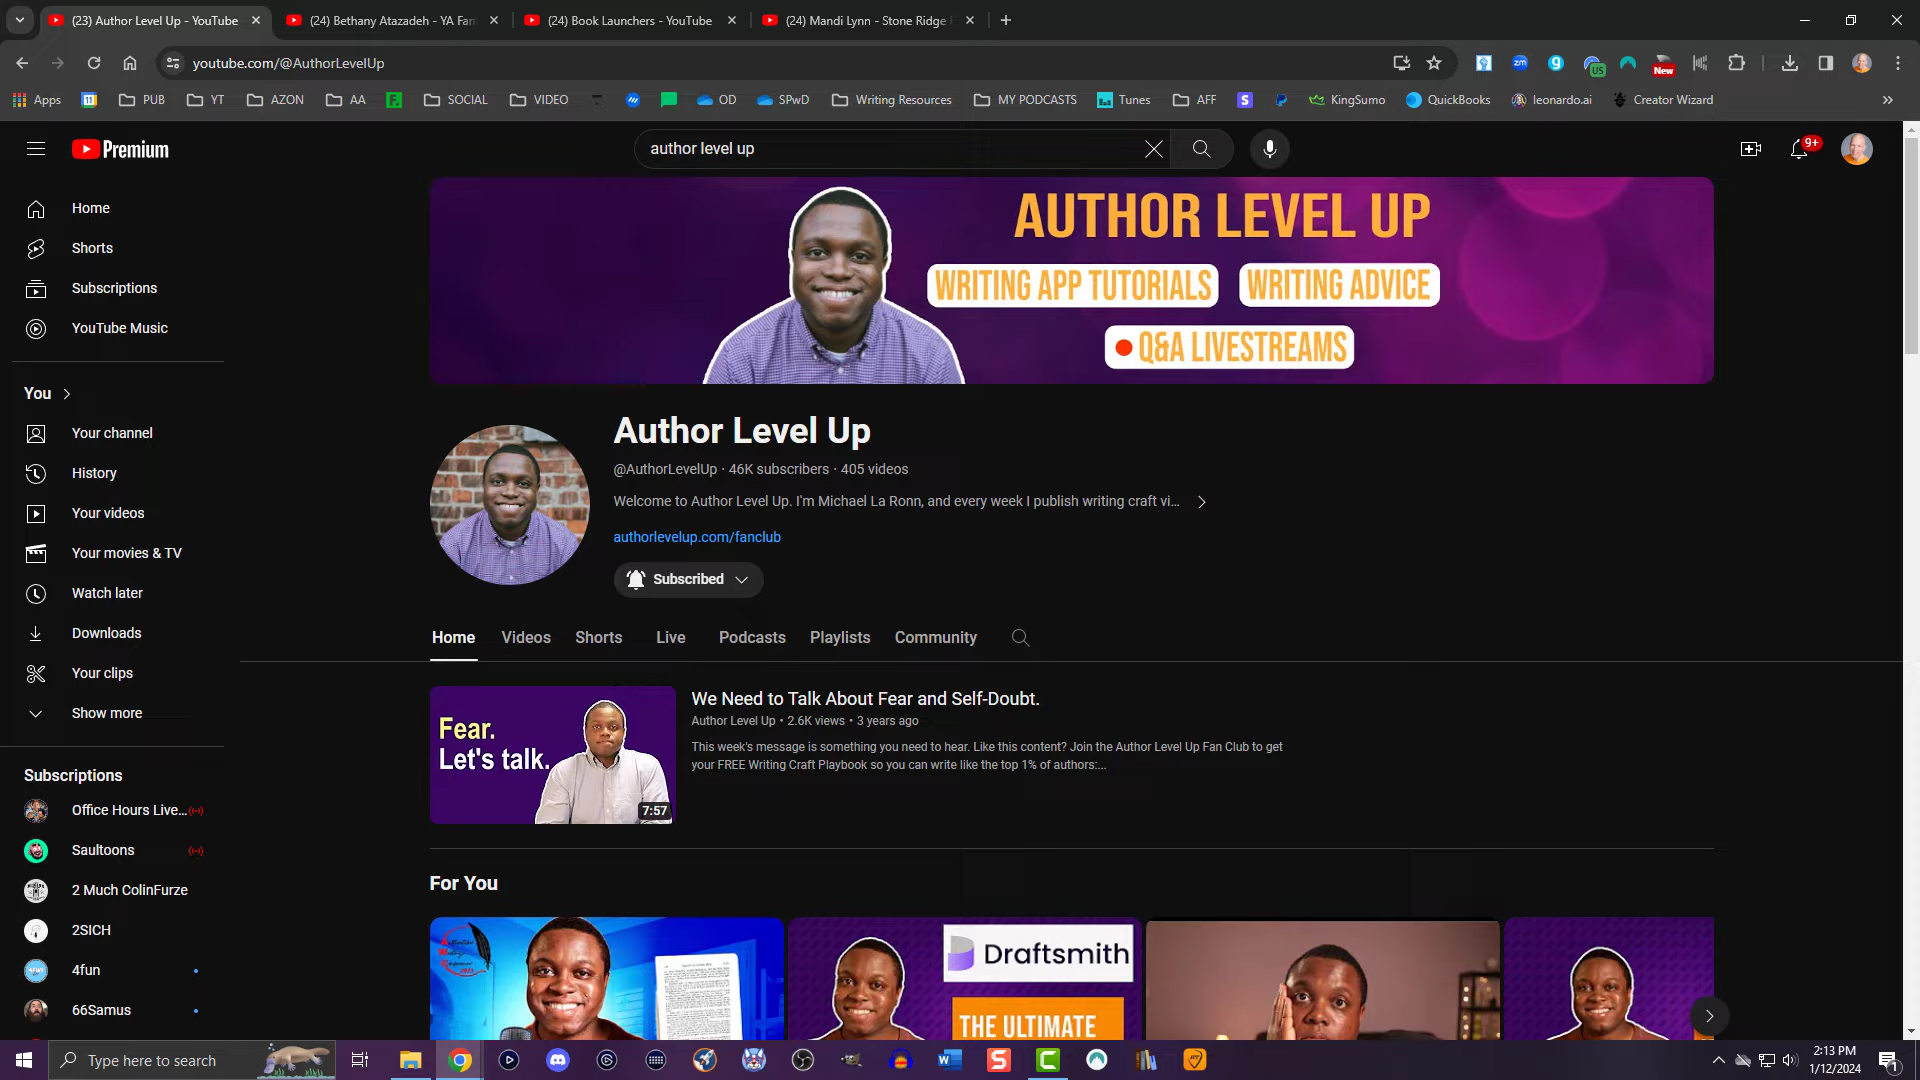 (23) Author Level Up - YouTube
(24) Bethany Atazadeh - YA Fan
(24) Book Launchers - YouTube
(24) Mandi Lynn - Stone Ridge
youtube.com/@AuthorLevelUp
zm
US
New
Apps
PUB
YT
AZON
AA
SOCIAL
VIDEO
OD
SPwD
Writing Resources
MY PODCASTS
Tunes
AFF
KingSumo
QuickBooks
leonardo.ai
Creator Wizard
Premium
author level up
9+
Home
Shorts
Subscriptions
YouTube Music
You
Your channel
History
Your videos
Your movies & TV
Watch later
Downloads
Your clips
Show more
Subscriptions
Office Hours Live...
Saultoons
2 Much ColinFurze
2SICH
4fun
66Samus
AUTHOR LEVEL UP
WRITING APP TUTORIALS
WRITING ADVICE
Q&A LIVESTREAMS
Author Level Up
@AuthorLevelUp · 46K subscribers · 405 videos
Welcome to Author Level Up. I'm Michael La Ronn, and every week I publish writing craft vi...
authorlevelup.com/fanclub
Subscribed
Home
Videos
Shorts
Live
Podcasts
Playlists
Community
Fear.
Let's talk.
7:57
We Need to Talk About Fear and Self-Doubt.
Author Level Up • 2.6K views • 3 years ago
This week's message is something you need to hear. Like this content? Join the Author Level Up Fan Club to get
your FREE Writing Craft Playbook so you can write like the top 1% of authors:...
For You
Draftsmith
THE ULTIMATE
Type here to search
2:13 PM
1/12/2024
1